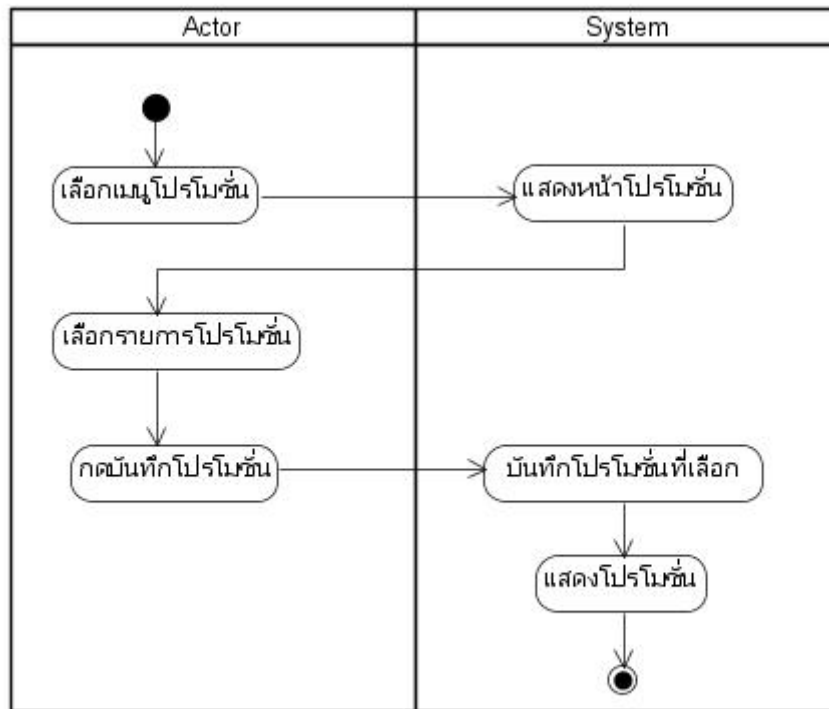 Actor
System
เลือกเมนูโปรโมชั่น
แสดงหน้าโปรโมชั่น
เลือกรายการโปรโมชั่น
กดบันทึกโปรโมชั่น
บันทึกโปรโมชั่นที่เลือก
แสดงโปรโมชั่น